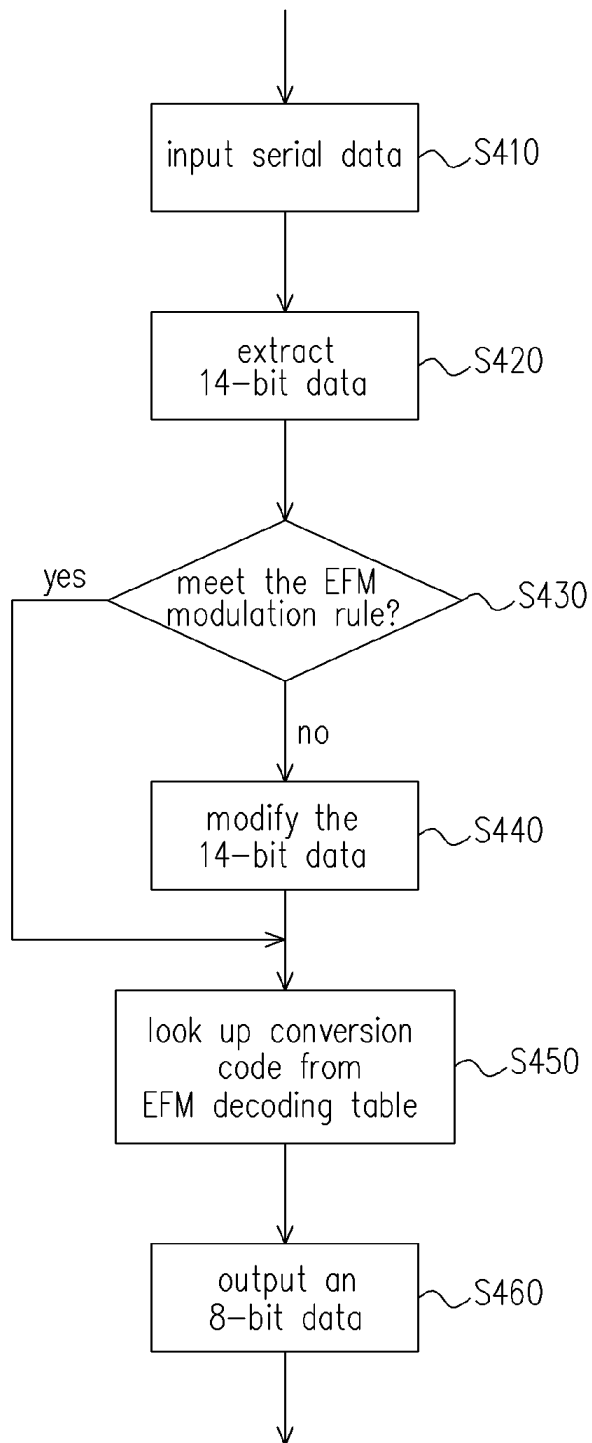 input serial data
S410
extract
14-bit data
S420
yes
meet the EFM
modulation rule?
S430
no
modify the
14-bit data
S440
look up conversion
code from
EFM decoding table
S450
output an
8-bit data
S460